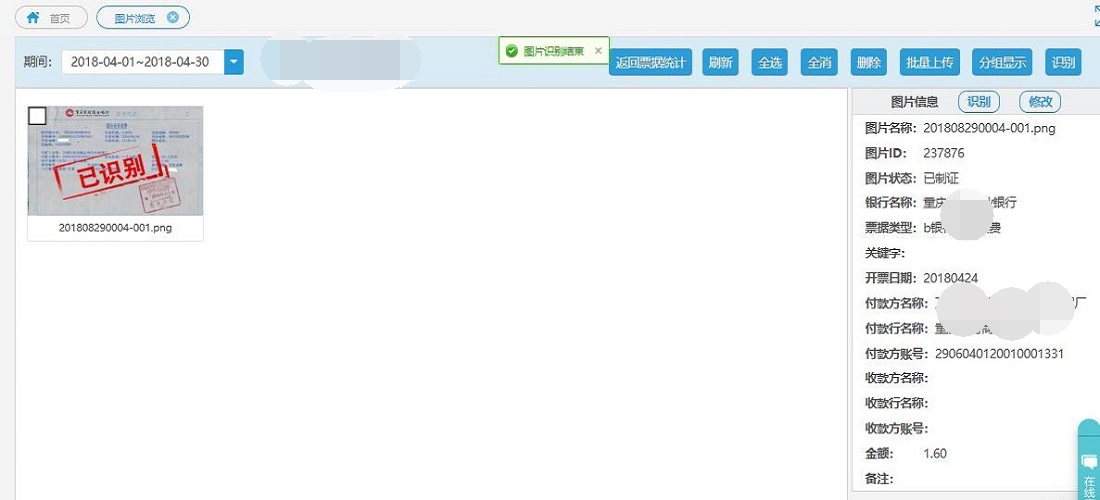 首页
图片浏览
期间：
2018-04-01~2018-04-30
图片识别结束
返回票据统计
刷新
全选
全消
删除
批量上传
分组显示
识别
已识别
201808290004-001.png
图片信息
识别
修改
图片名称： 201808290004-001.png
图片ID： 237876
图片状态： 已制证
银行名称： 重庆 银行
票据类型： b银 费
关键字：
开票日期： 20180424
付款方名称： 厂
付款行名称：
付款方账号： 2906040120010001331
收款方名称：
收款行名称：
收款方账号：
金额： 1.60
备注：
在线